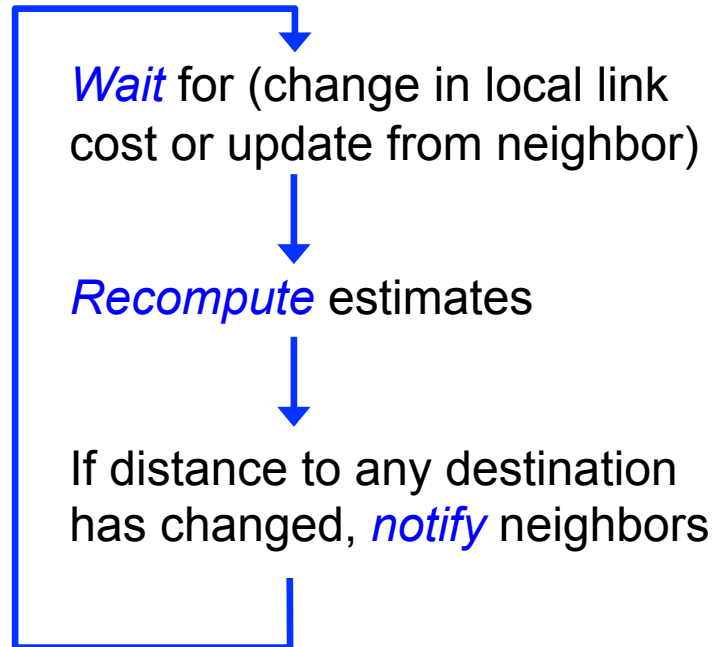 Wait for (change in local link
cost or update from neighbor)
Recompute estimates
If distance to any destination
has changed, notify neighbors